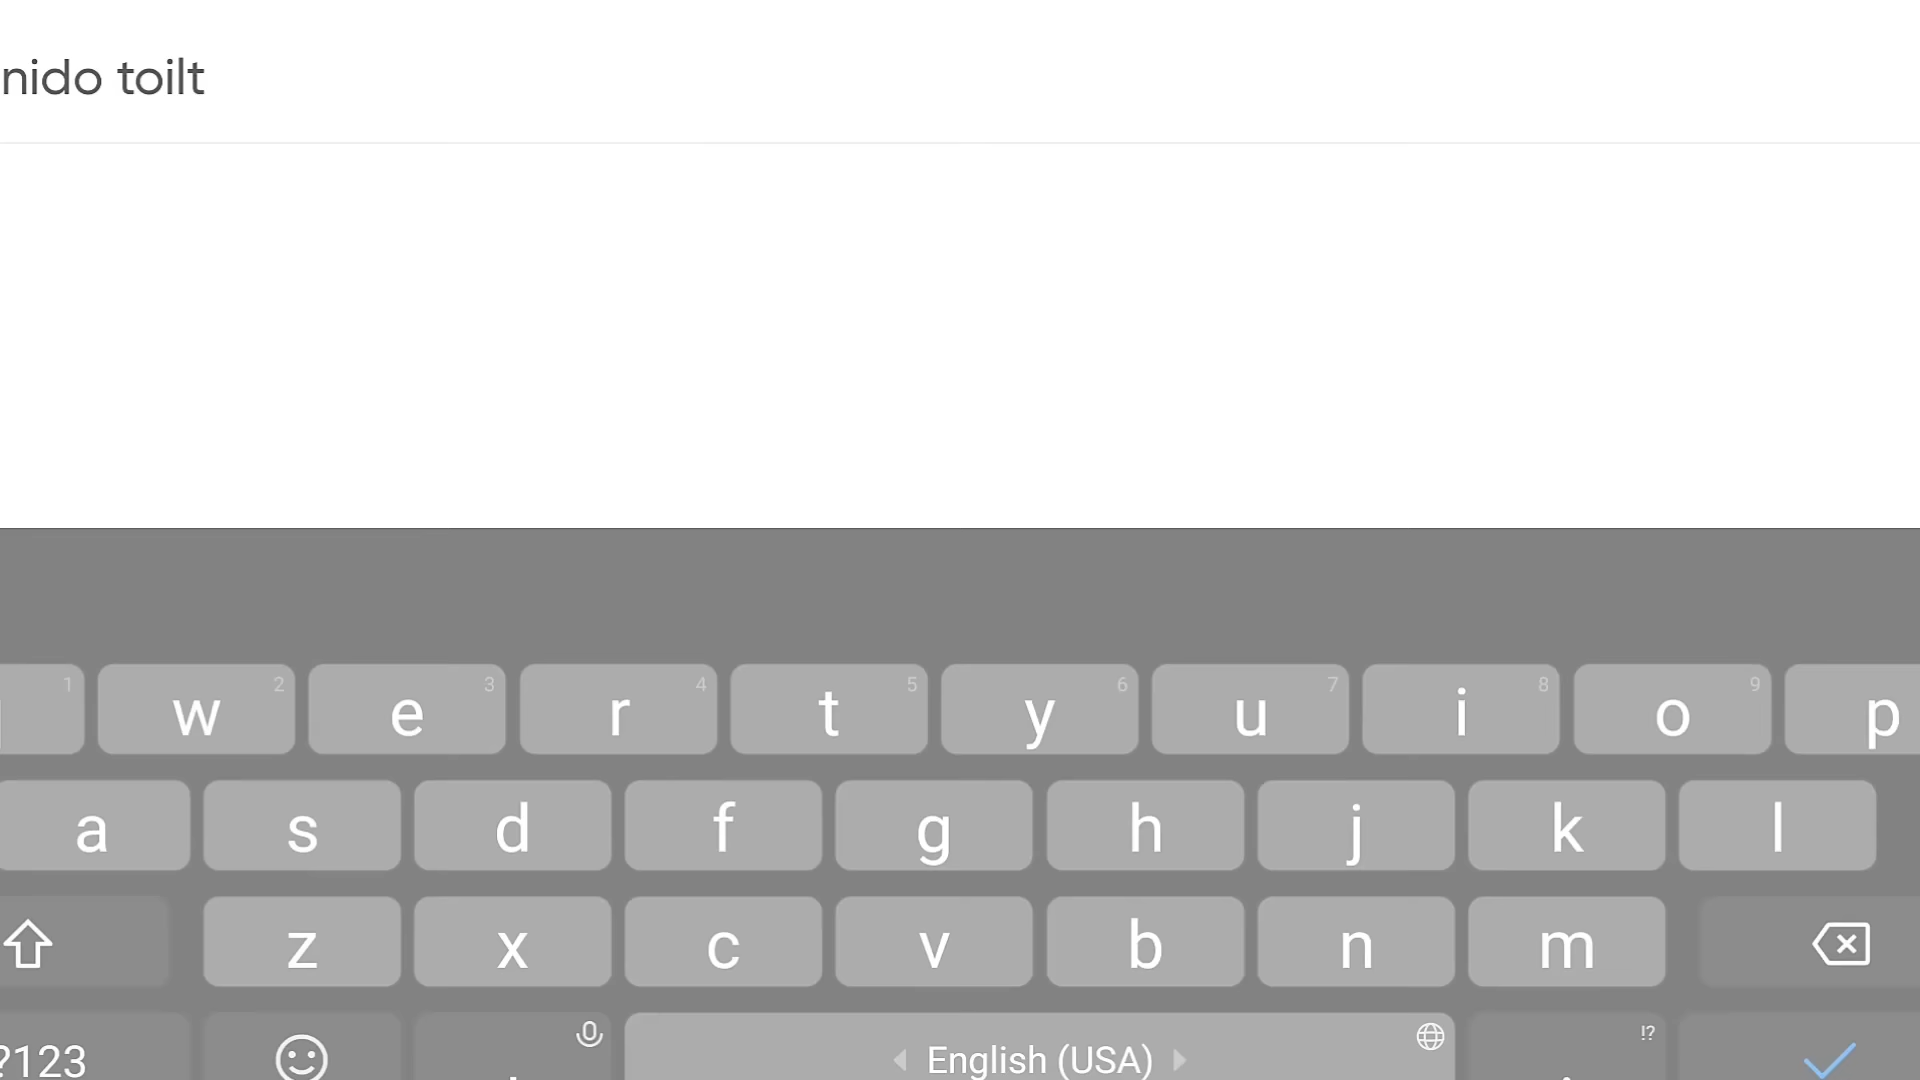 nido toilt
1 w 2 e 3 r 4 t 5 y 6 u 7 i 8 o 9 p
a s d f g h j k l
z x c v b n m
?123 English (USA) !?